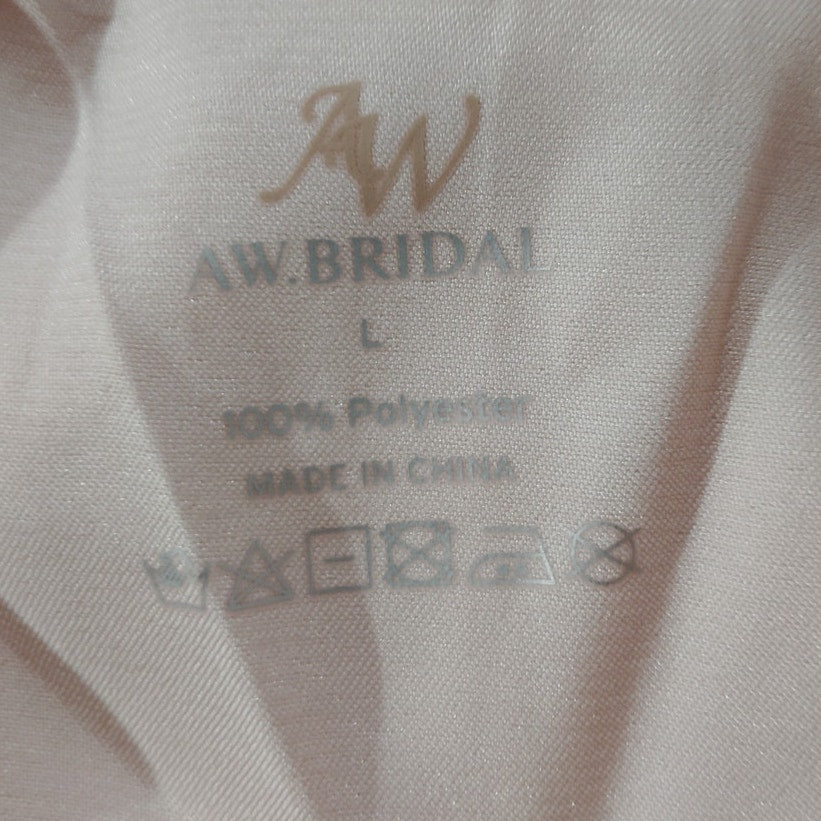 AW
AW.BRIDAL
L
100% Polyester
MADE IN CHINA